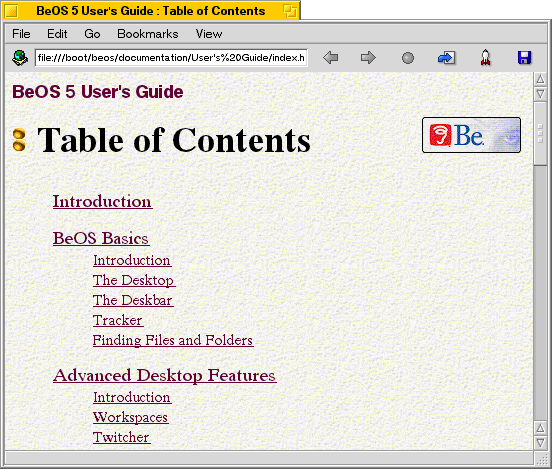 BeOS 5 User's Guide : Table of Contents
File Edit Go Bookmarks View
file:///boot/beos/documentation/User's%20Guide/index.h
BeOS 5 User's Guide
Table of Contents
Be.
Introduction
BeOS Basics
Introduction
The Desktop
The Deskbar
Tracker
Finding Files and Folders
Advanced Desktop Features
Introduction
Workspaces
Twitcher